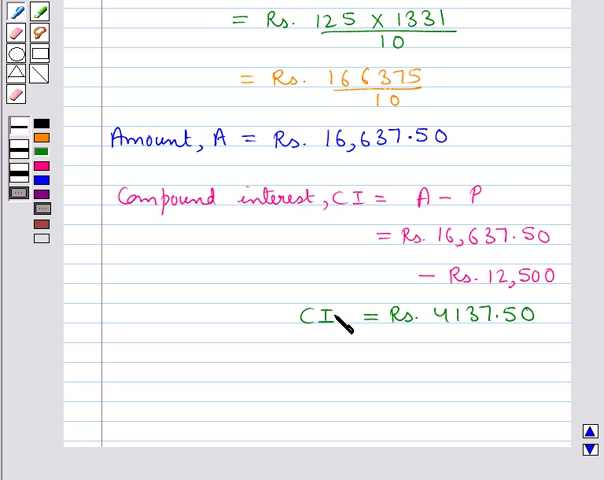 = Rs. 125 x 1331
10
= Rs. 166375
10
Amount, A = Rs. 16,637.50
Compound interest, CI = A - P
= Rs. 16,637.50
- Rs. 12,500
CI = Rs. 4137.50